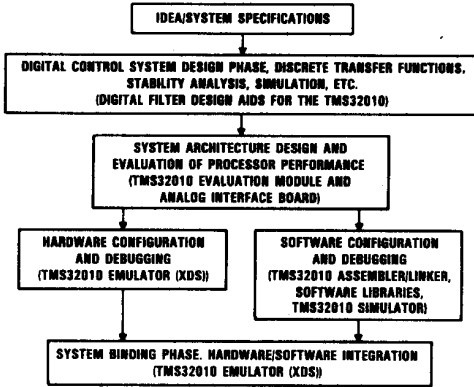 IDEA/SYSTEM SPECIFICATIONS
DIGITAL CONTROL SYSTEM DESIGN PHASE, DISCRETE TRANSFER FUNCTIONS,
STABILITY ANALYSIS, SIMULATION, ETC.
(DIGITAL FILTER DESIGN AIDS FOR THE TMS32010)
SYSTEM ARCHITECTURE DESIGN AND
EVALUATION OF PROCESSOR PERFORMANCE
(TMS32010 EVALUATION MODULE AND
ANALOG INTERFACE BOARD)
HARDWARE CONFIGURATION
AND DEBUGGING
(TMS32010 EMULATOR (XDS))
SOFTWARE CONFIGURATION
AND DEBUGGING
(TMS32010 ASSEMBLER/LINKER,
SOFTWARE LIBRARIES,
TMS32010 SIMULATOR)
SYSTEM BINDING PHASE. HARDWARE/SOFTWARE INTEGRATION
(TMS32010 EMULATOR (XDS))